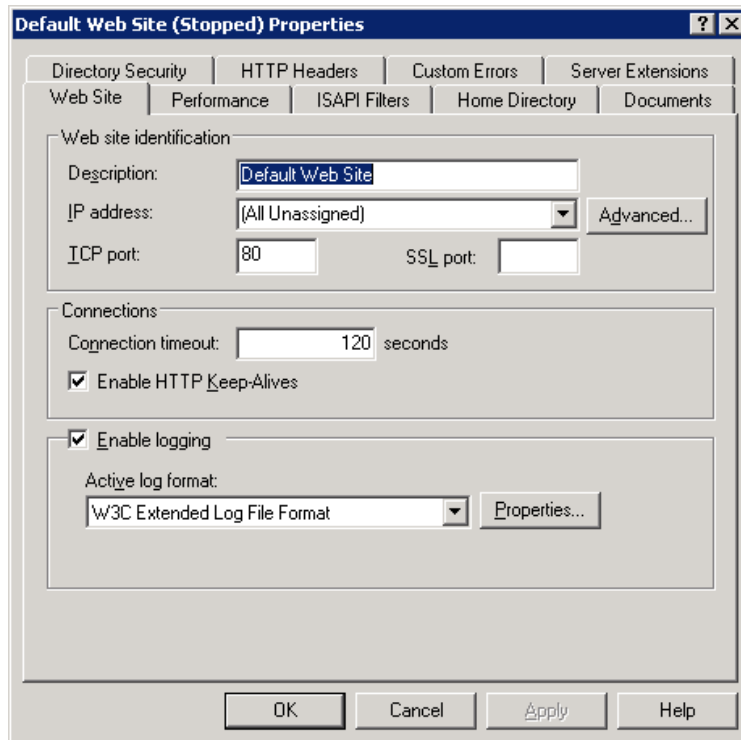 Default Web Site (Stopped) Properties
Directory Security HTTP Headers Custom Errors Server Extensions
Web Site Performance ISAPI Filters Home Directory Documents
Web site identification
Description: Default Web Site
IP address: (All Unassigned) Advanced...
TCP port: 80 SSL port:
Connections
Connection timeout: 120 seconds
Enable HTTP Keep-Alives
Enable logging
Active log format:
W3C Extended Log File Format Properties...
OK Cancel Apply Help